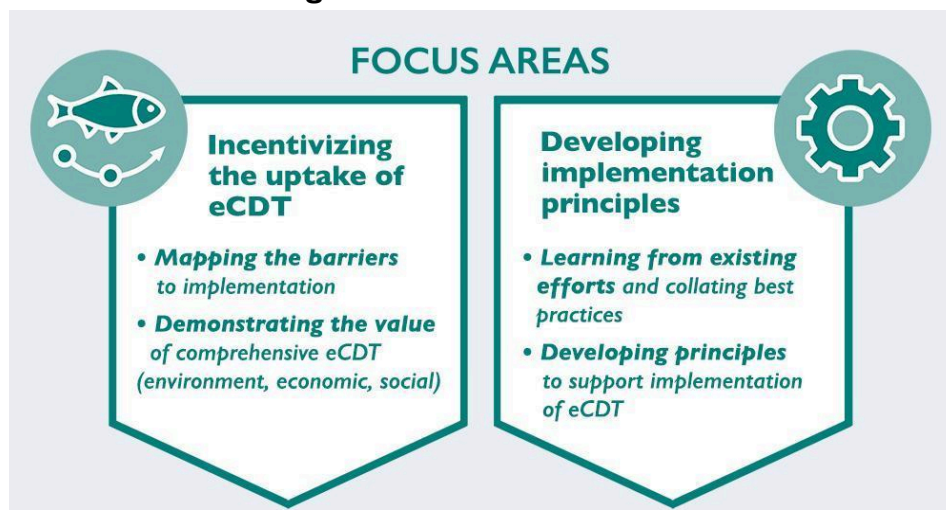 FOCUS AREAS
Incentivizing
the uptake of
eCDT
• Mapping the barriers
to implementation
• Demonstrating the value
of comprehensive eCDT
(environment, economic, social)
Developing
implementation
principles
• Learning from existing
efforts and collating best
practices
• Developing principles
to support implementation
of eCDT